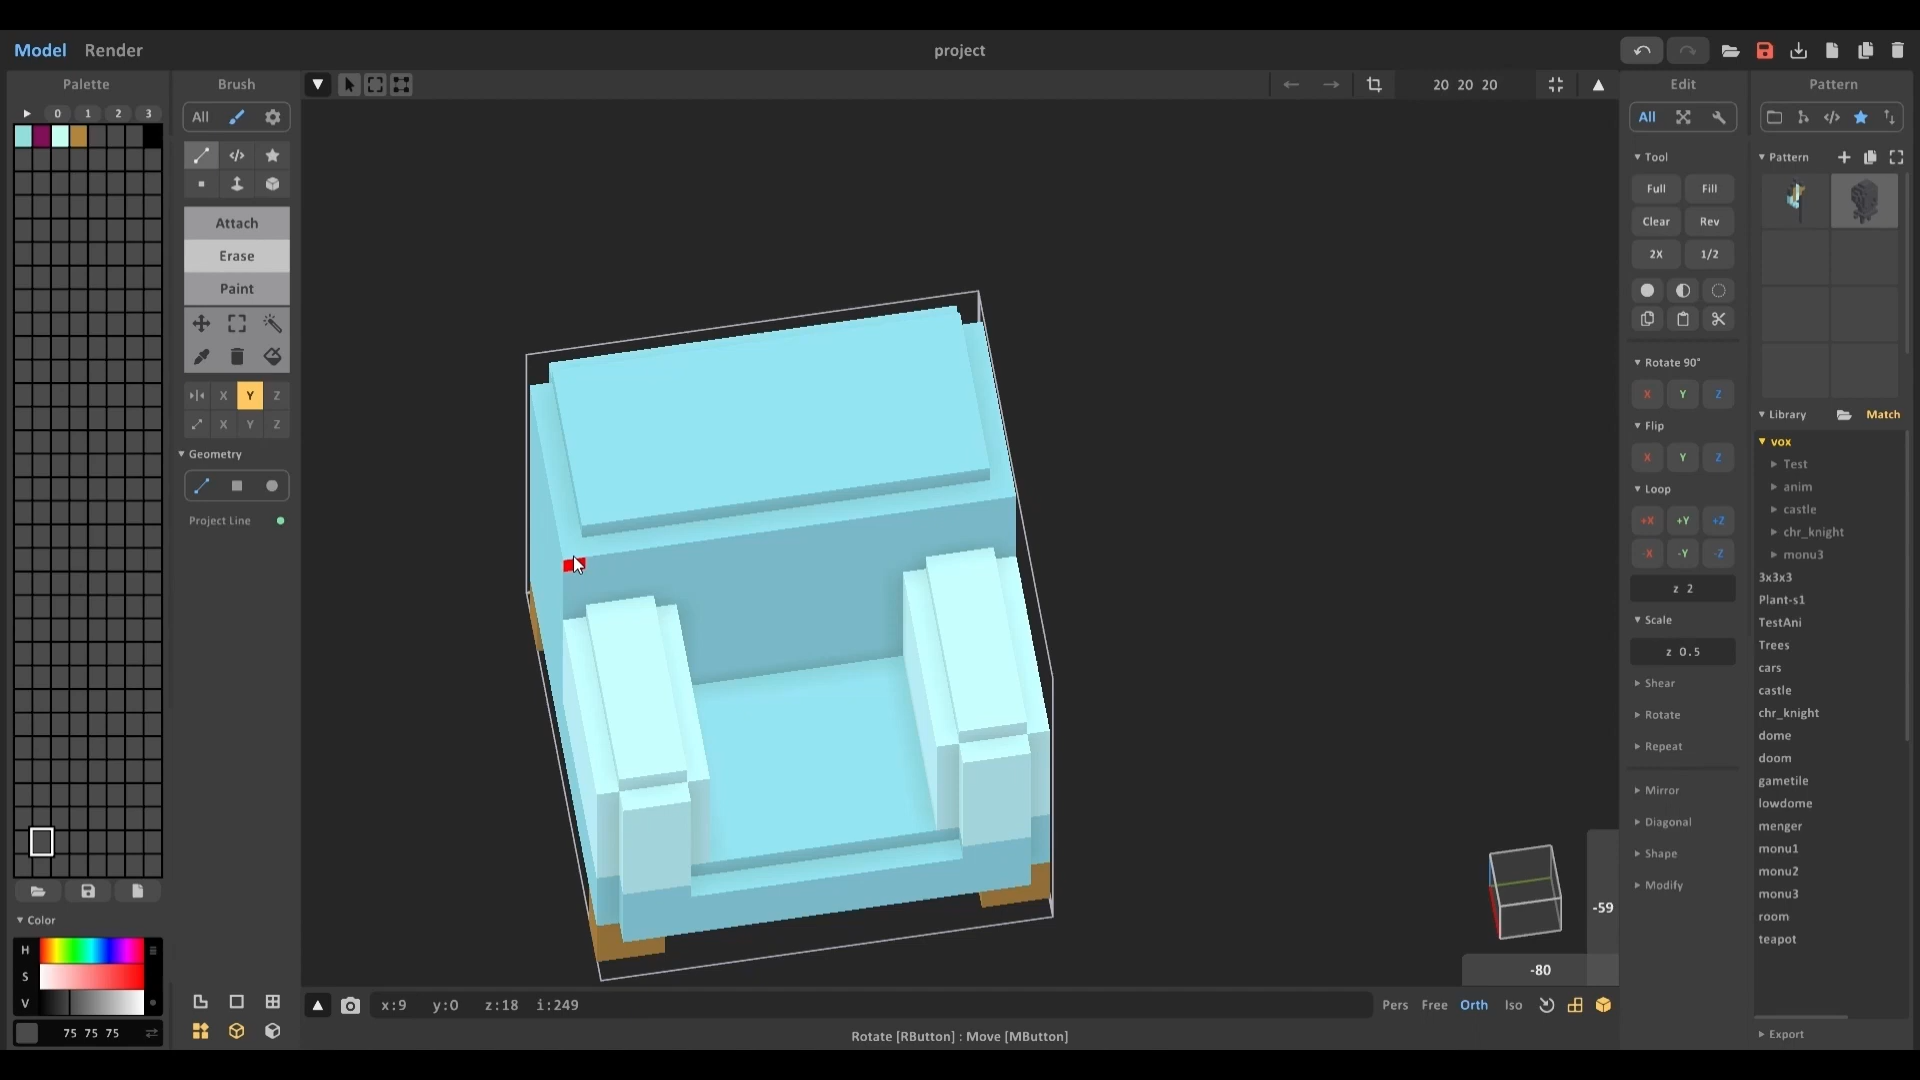 Model Render project
Palette Brush 20 20 20 Edit Pattern
0 1 2 3
All All
Tool Pattern
Full Fill
Attach
Clear Rev
Erase
2X 1/2
Paint
Rotate 90°
X Y Z X Y Z
X Y Z
Library Match
Flip
vox
Geometry
X Y Z
Test
anim
Loop
castle
Project Line
+X +Y +Z
chr_knight
-X -Y -Z
monu3
3x3x3
z 2
Plant-s1
Scale
TestAni
Trees
z 0.5
cars
Shear
castle
Rotate
chr_knight
dome
Repeat
doom
gametile
Mirror
lowdome
Diagonal
menger
monu1
Shape
monu2
Modify
monu3
-59
room
Color
teapot
H
S
-80
V
x:9 y:0 z:18 i:249 Pers Free Orth Iso
75 75 75
Rotate [RButton] : Move [MButton]
Export